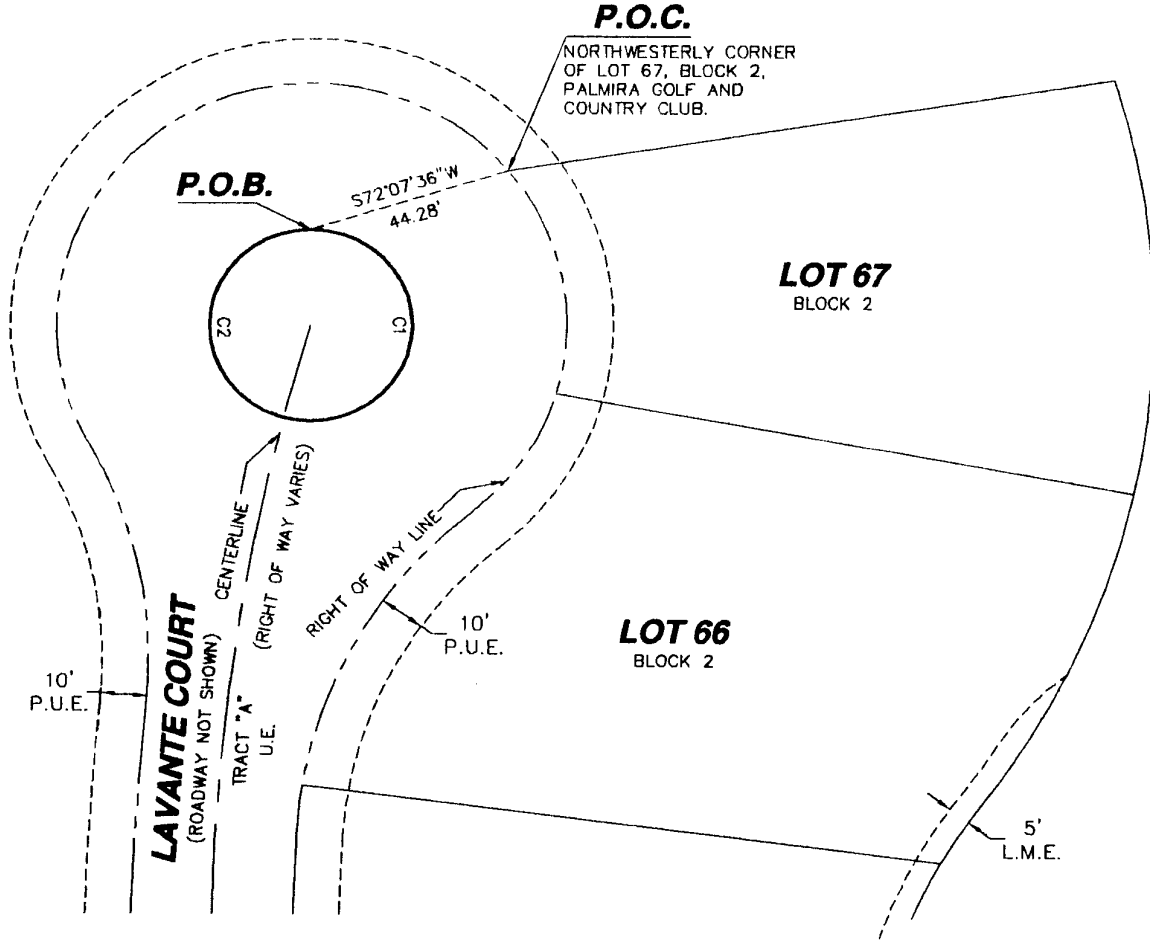 P.O.C.
NORTHWESTERLY CORNER
OF LOT 67, BLOCK 2,
PALMIRA GOLF AND
COUNTRY CLUB.
P.O.B.
S72°07'36"W
44.28'
LOT 67
BLOCK 2
C2
C1
CENTERLINE
(RIGHT OF WAY VARIES)
RIGHT OF WAY LINE
LAVANTE COURT
(ROADWAY NOT SHOWN)
TRACT "A"
U.E.
10'
P.U.E.
10'
P.U.E.
LOT 66
BLOCK 2
5'
L.M.E.